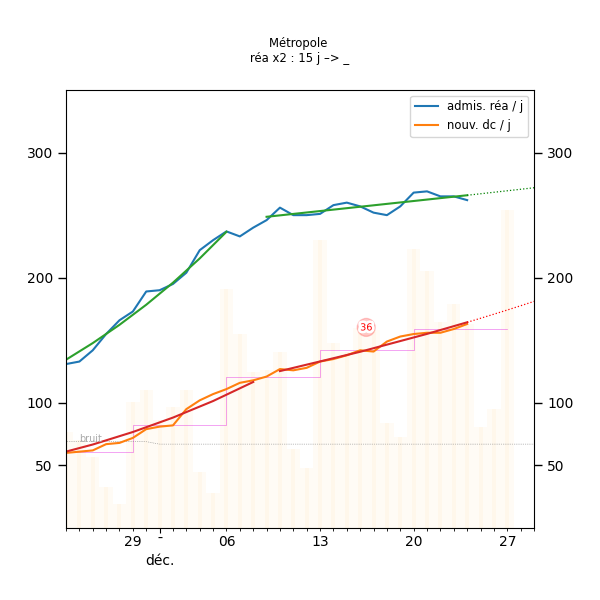 Métropole
réa x2 : 15 j –> _
admis. réa / j
nouv. dc / j
300
300
200
200
36
100
100
bruit
50
50
29
-
06
13
20
27
déc.